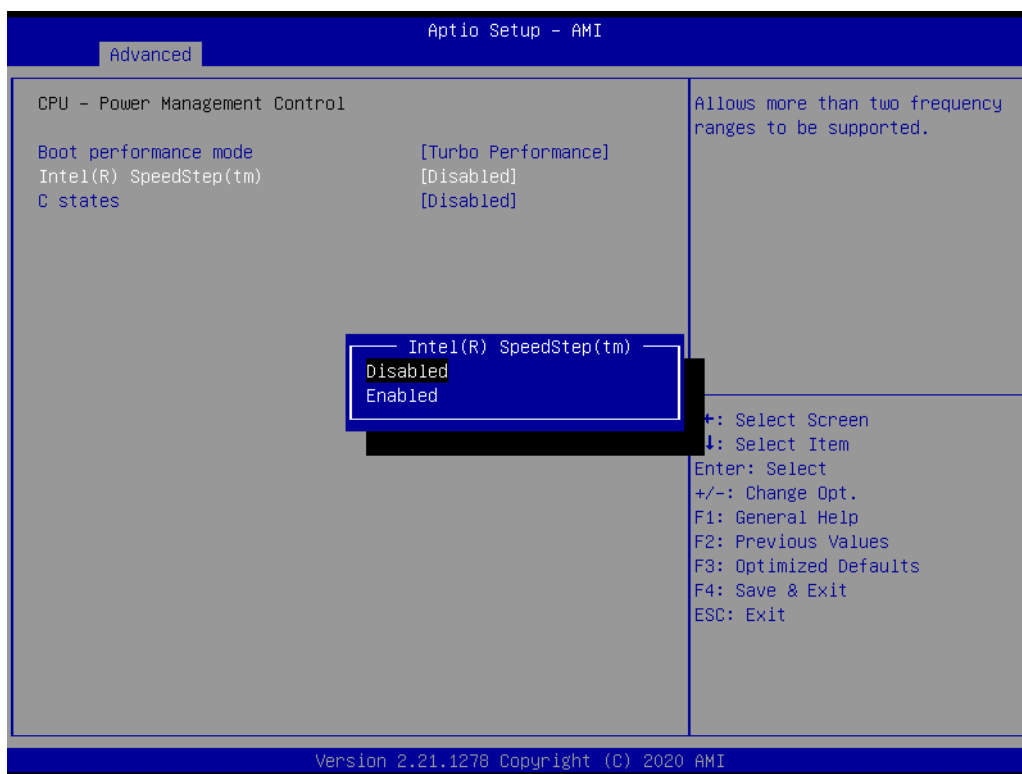 Aptio Setup – AMI
Advanced
CPU – Power Management Control
Boot performance mode [Turbo Performance]
Intel(R) SpeedStep(tm) [Disabled]
C states [Disabled]
Allows more than two frequency
ranges to be supported.
Intel(R) SpeedStep(tm)
Disabled
Enabled
←: Select Screen
↓: Select Item
Enter: Select
+/-: Change Opt.
F1: General Help
F2: Previous Values
F3: Optimized Defaults
F4: Save & Exit
ESC: Exit
Version 2.21.1278 Copyright (C) 2020 AMI